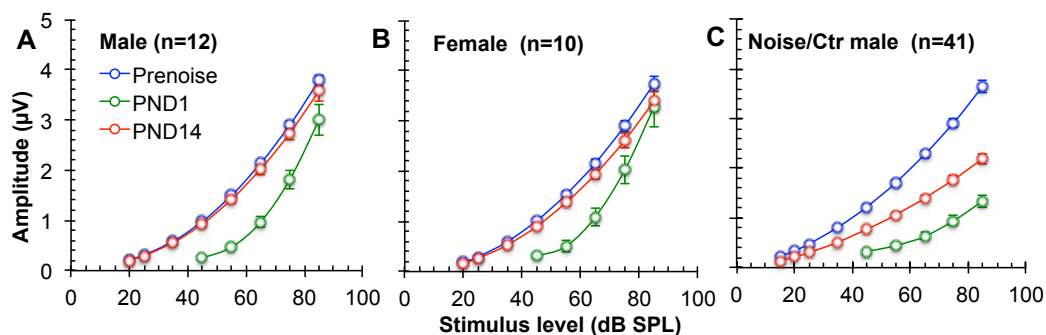 A Male (n=12)
Prenoise
PND1
PND14
B Female (n=10)
C Noise/Ctr male (n=41)
Amplitude (µV)
5
4
3
2
1
0
0 20 40 60 80 100
0 20 40 60 80 100
0 20 40 60 80 100
Stimulus level (dB SPL)